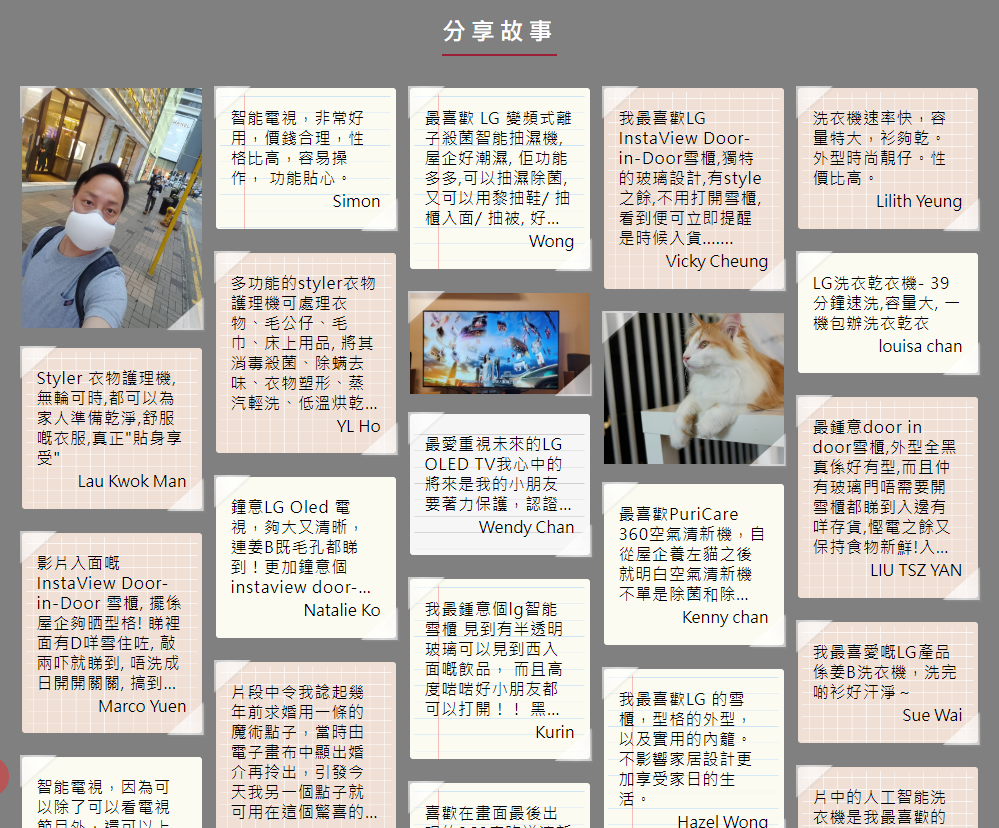 分享故事
Styler 衣物護理機,
無輪可時,都可以為
家人準備乾淨,舒服
嘅衣服,真正"貼身享
受"
Lau Kwok Man
影片入面嘅
InstaView Door-
in-Door 雪櫃, 擺係
屋企夠晒型格! 睇裡
面有D咩雪住咗, 敲
兩吓就睇到, 唔洗成
日開開關關, 搞到...
Marco Yuen
智能電視，因為可
以除了可以看電視
節目外，還可以上
智能電視，非常好
用，價錢合理，性
格比高，容易操
作， 功能貼心。
Simon
多功能的styler衣物
護理機可處理衣
物、毛公仔、毛
巾、床上用品, 將其
消毒殺菌、除螨去
味、衣物塑形、蒸
汽輕洗、低溫烘乾...
YL Ho
鐘意LG Oled 電
視，夠大又清晰，
連姜B既毛孔都睇
到！更加鐘意個
instaview door-...
Natalie Ko
片段中令我諗起幾
年前求婚用一條的
魔術點子，當時由
電子畫布中顯出婚
介再拎出，引發今
天我另一個點子就
可用在這個驚喜的...
最喜歡 LG 變頻式離
子殺菌智能抽濕機,
屋企好潮濕, 佢功能
多多,可以抽濕除菌,
又可以用黎抽鞋/ 抽
櫃入面/ 抽被, 好...
Wong
最愛重視未來的LG
OLED TV我心中的
將來是我的小朋友
要著力保護，認證...
Wendy Chan
我最鍾意個lg智能
雪櫃 見到有半透明
玻璃可以見到西入
面嘅飲品， 而且高
度啱啱好小朋友都
可以打開！！ 黑...
Kurin
喜歡在畫面最後出
我最喜歡LG
InstaView Door-
in-Door雪櫃,獨特
的玻璃設計,有style
之餘,不用打開雪櫃,
看到便可立即提醒
是時候入貨.......
Vicky Cheung
最喜歡PuriCare
360空氣清新機，自
從屋企養左貓之後
就明白空氣清新機
不單是除菌和除...
Kenny chan
我最喜歡LG 的雪
櫃，型格的外型，
以及實用的內籠。
不影響家居設計更
加享受家日的生
活。
Hazel Wong
洗衣機速率快，容
量特大，衫夠乾。
外型時尚靚仔。性
價比高。
Lilith Yeung
LG洗衣乾衣機- 39
分鐘速洗,容量大, 一
機包辦洗衣乾衣
louisa chan
最鍾意door in
door雪櫃,外型全黑
真係好有型,而且仲
有玻璃門唔需要開
雪櫃都睇到入邊有
咩存貨,慳電之餘又
保持食物新鮮!入...
LIU TSZ YAN
我最喜愛嘅LG產品
係姜B洗衣機，洗完
啲衫好汗淨～
Sue Wai
片中的人工智能洗
衣機是我最喜歡的